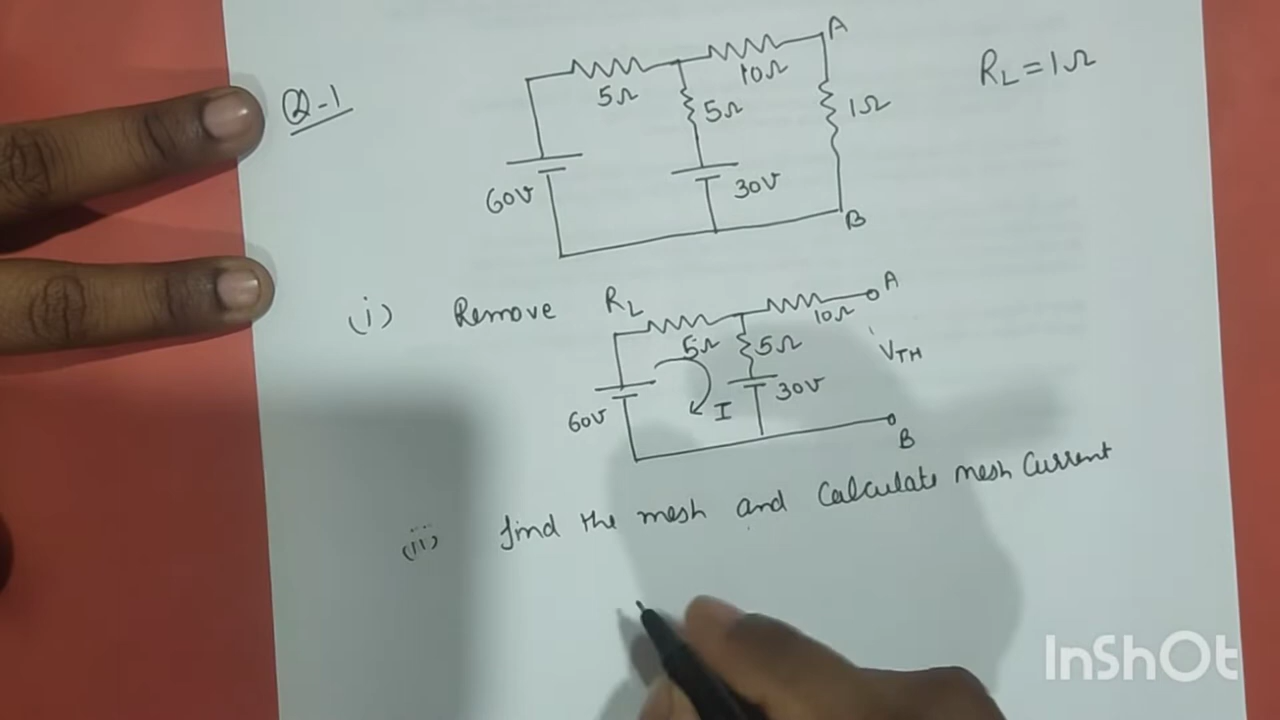 Q-1
A
10Ω
5Ω
5Ω
1Ω
RL = 1Ω
60V
30V
B
(i) Remove RL
A
10Ω
5Ω
5Ω
VTH
I
30V
60V
B
(ii) find the mesh and Calculate mesh Current
InShOt